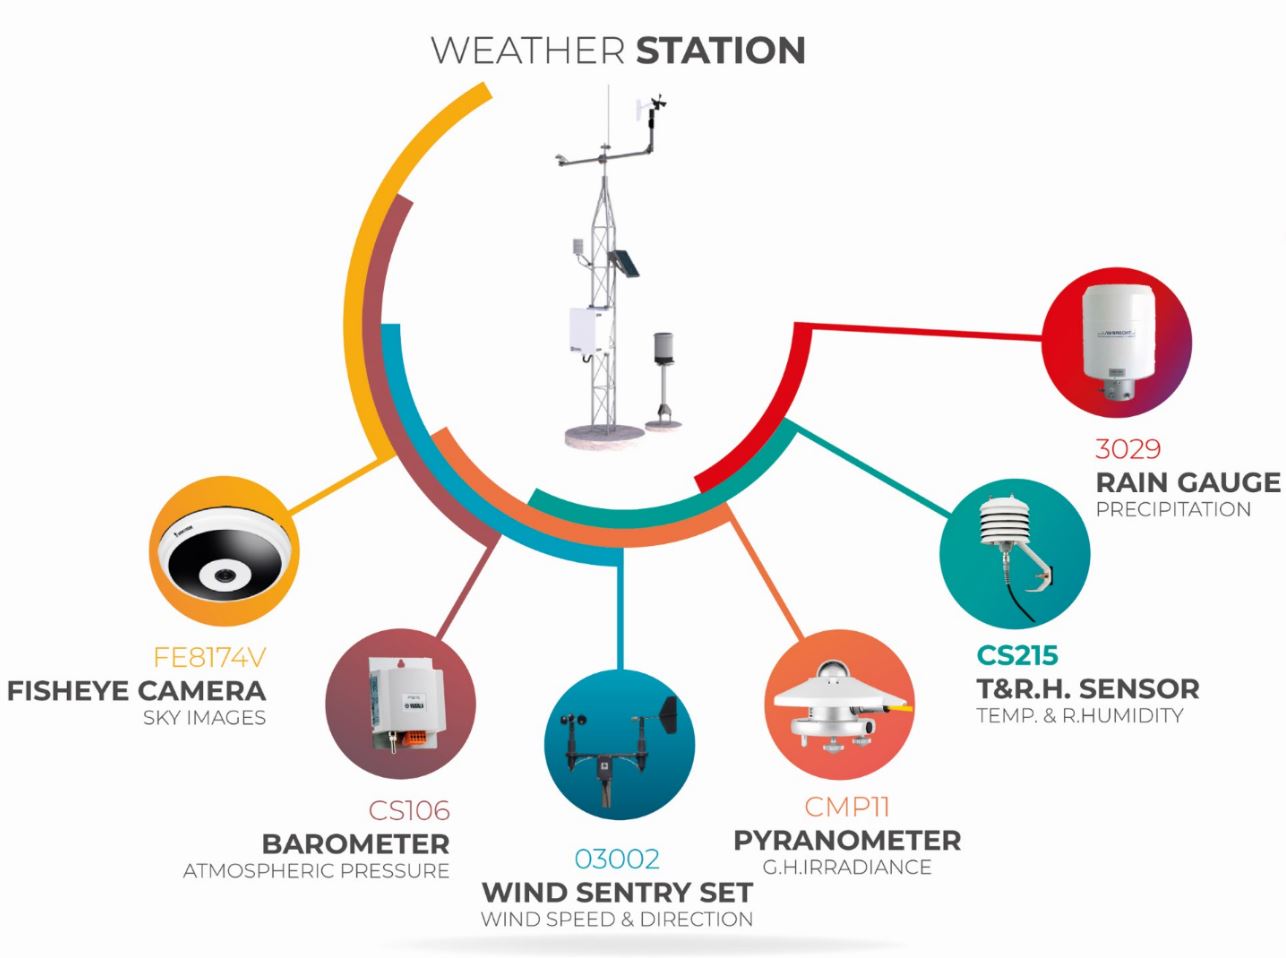 WEATHER STATION
3029
RAIN GAUGE
PRECIPITATION
CS215
T&R.H. SENSOR
TEMP. & R.HUMIDITY
FE8174V
FISHEYE CAMERA
SKY IMAGES
CS106
BAROMETER
ATMOSPHERIC PRESSURE
CMP11
PYRANOMETER
G.H.IRRADIANCE
03002
WIND SENTRY SET
WIND SPEED & DIRECTION